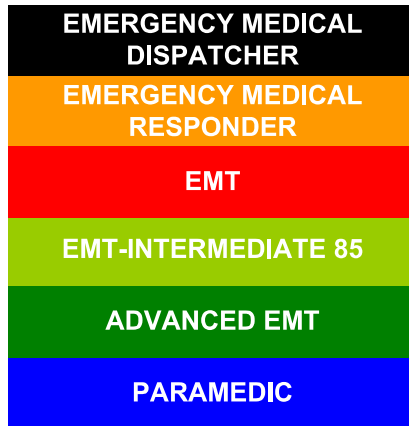 EMERGENCY MEDICAL
DISPATCHER
EMERGENCY MEDICAL
RESPONDER
EMT
EMT-INTERMEDIATE 85
ADVANCED EMT
PARAMEDIC